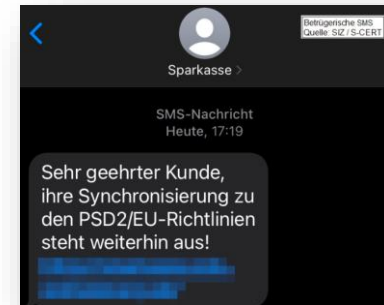 Betrügerische SMS
Quelle: SIZ / S-CERT
Sparkasse >
SMS-Nachricht
Heute, 17:19
Sehr geehrter Kunde,
ihre Synchronisierung zu
den PSD2/EU-Richtlinien
steht weiterhin aus!